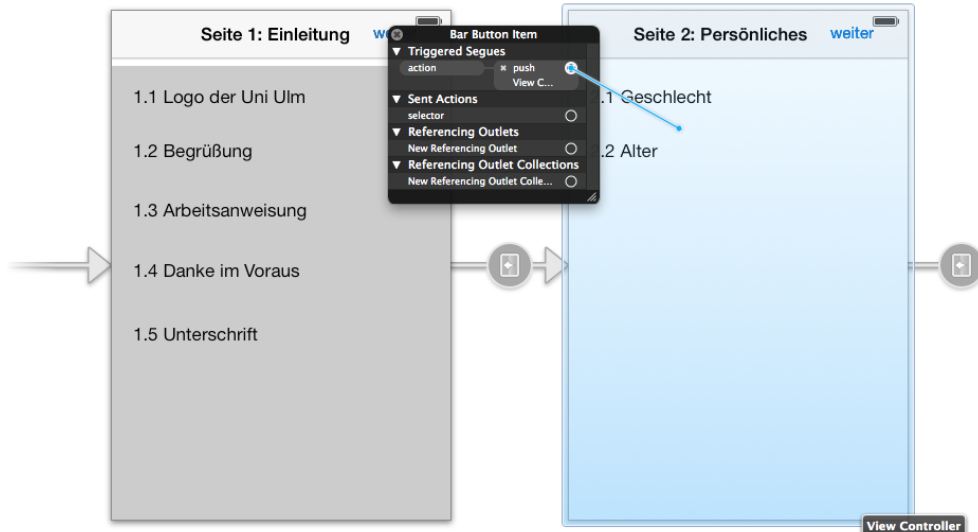 Seite 1: Einleitung
1.1 Logo der Uni Ulm
1.2 Begrüßung
1.3 Arbeitsanweisung
1.4 Danke im Voraus
1.5 Unterschrift
Bar Button Item
Triggered Segues
action
push
View C...
Sent Actions
selector
Referencing Outlets
New Referencing Outlet
Referencing Outlet Collections
New Referencing Outlet Colle...
Seite 2: Persönliches
weiter
.1 Geschlecht
.2 Alter
View Controller